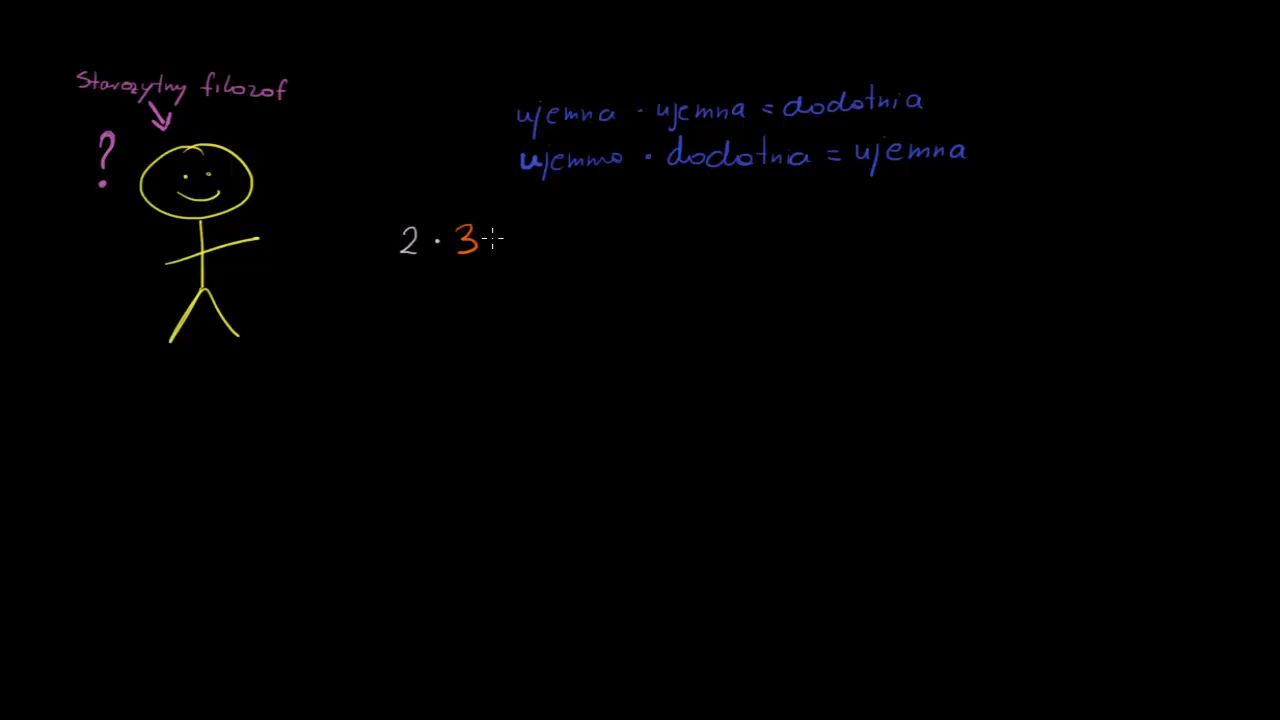 Starożytny filozof
?
ujemna · ujemna = dodatnia
ujemna · dodatnia = ujemna
2 · 3